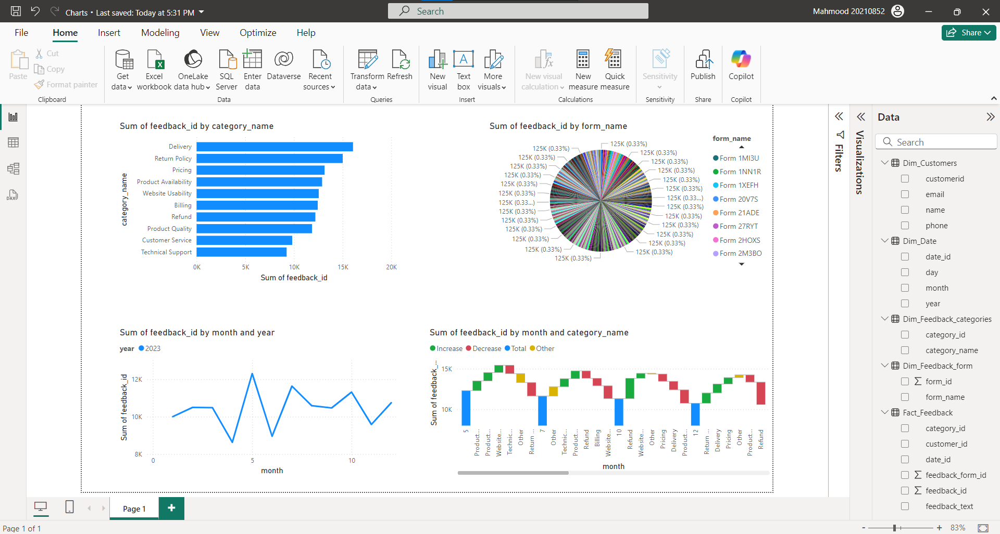 Charts • Last saved: Today at 5:31 PM
Search
Mahmood 20210852
File
Home
Insert
Modeling
View
Optimize
Help
Share
Paste
Cut
Copy
Format painter
Clipboard
Get data
Excel workbook
OneLake data hub
SQL Server
Enter data
Dataverse
Recent sources
Data
Transform data
Refresh
Queries
New visual
Text box
More visuals
Insert
New visual calculation
New measure
Quick measure
Calculations
Sensitivity
Sensitivity
Publish
Share
Copilot
Copilot
Sum of feedback_id by category_name
category_name
Delivery
Return Policy
Pricing
Product Availability
Website Usability
Billing
Refund
Product Quality
Customer Service
Technical Support
0K
5K
10K
15K
20K
Sum of feedback_id
Sum of feedback_id by form_name
125K (0.33%)
125K (0.33%)
125K (0.33%)
125K (0.33%)
125K (0.33%)
125K (0.33%)
125K (0.33...)
125K (0.33%)
125K (0.33%)
125K (0.33%)
125K (0.33%)
125K (0.33%)
125K (0.33%)
125K (0.33%)
125K (0.33%)
125K (0.33%)
125K (0.33%)
125K (0.33...)
125K (0.33%)
125K (0.33%)
125K (0.33%)
125K (0.33%)
125K (0.33%)
125K (0.33%)
125K (0.33%)
125K (0.33%)
form_name
Form 1MI3U
Form 1NN1R
Form 1XEFH
Form 20V7S
Form 21ADE
Form 27RYT
Form 2HOXS
Form 2M3BO
Sum of feedback_id by month and year
year
2023
Sum of feedback_id
12K
10K
8K
0
5
10
month
Sum of feedback_id by month and category_name
Increase
Decrease
Total
Other
Sum of feedback_...
15K
10K
5
Product...
Product...
Website...
Technic...
Other
Return ...
7
Other
Technic...
Product...
Refund
Billing
Website...
10
Refund
Website...
Other
Pricing
Delivery
Product...
12
Return ...
Delivery
Pricing
Other
Product...
Refund
month
Filters
Visualizations
Data
Search
Dim_Customers
customerid
email
name
phone
Dim_Date
date_id
day
month
year
Dim_Feedback_categories
category_id
category_name
Dim_Feedback_form
form_id
form_name
Fact_Feedback
category_id
customer_id
date_id
feedback_form_id
feedback_id
feedback_text
Page 1
Page 1 of 1
83%